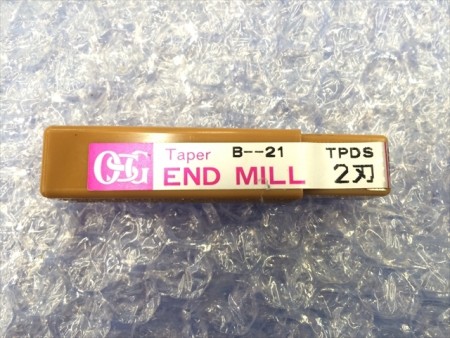 OSG
Taper B--21 TPDS
END MILL 2刃